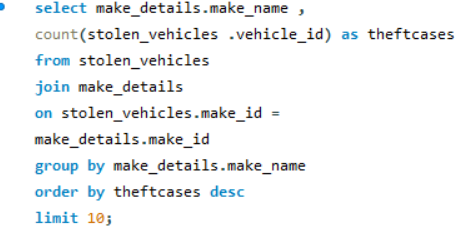 select make_details.make_name ,
count(stolen_vehicles .vehicle_id) as theftcases
from stolen_vehicles
join make_details
on stolen_vehicles.make_id =
make_details.make_id
group by make_details.make_name
order by theftcases desc
limit 10;